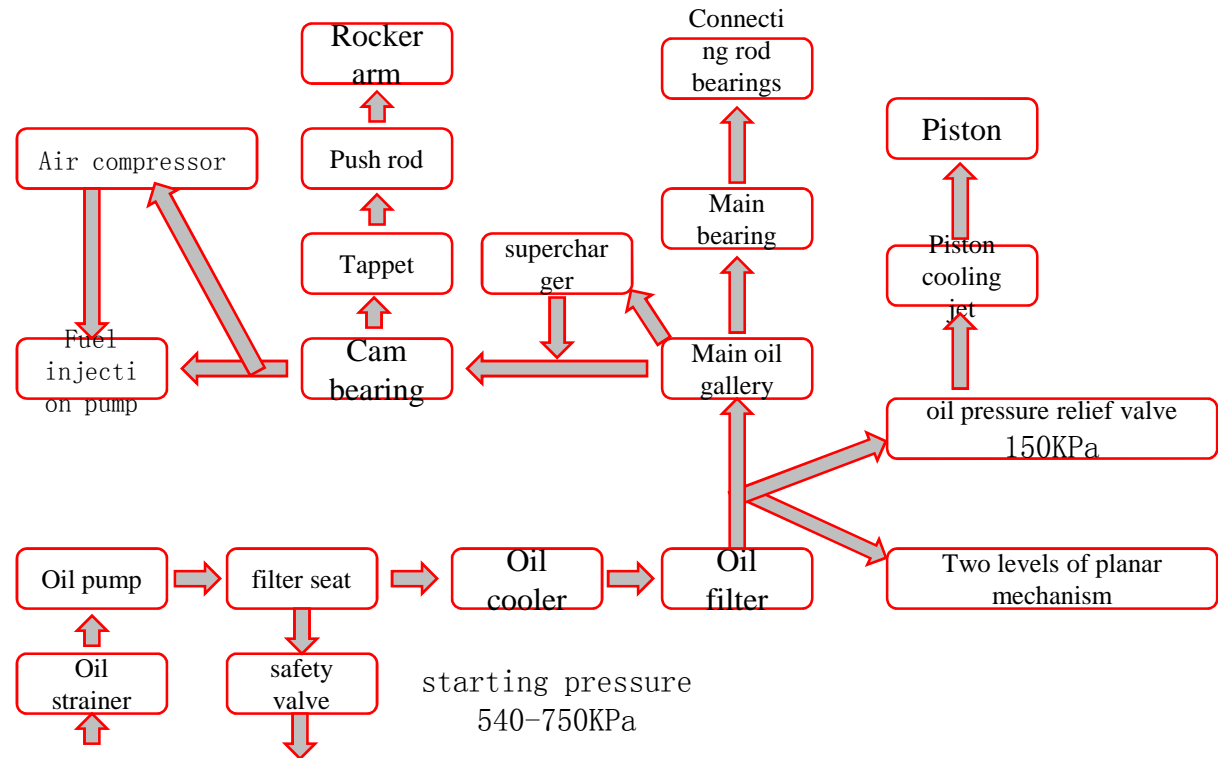 Rocker
arm
Connecti
ng rod
bearings
Piston
Air compressor
Push rod
Main
bearing
Tappet
superchar
ger
Piston
cooling
jet
Fuel
injecti
on pump
Cam
bearing
Main oil
gallery
oil pressure relief valve
150KPa
Oil pump
filter seat
Oil
cooler
Oil
filter
Two levels of planar
mechanism
Oil
strainer
safety
valve
starting pressure
540-750KPa